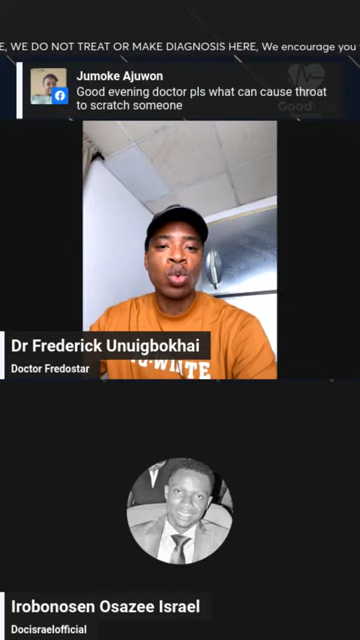 E, WE DO NOT TREAT OR MAKE DIAGNOSIS HERE, We encourage you
Jumoke Ajuwon
Good evening doctor pls what can cause throat
to scratch someone
GoodLife
Dr Frederick Unuigbokhai
Doctor Fredostar
Irobonosen Osazee Israel
Docisraelofficial